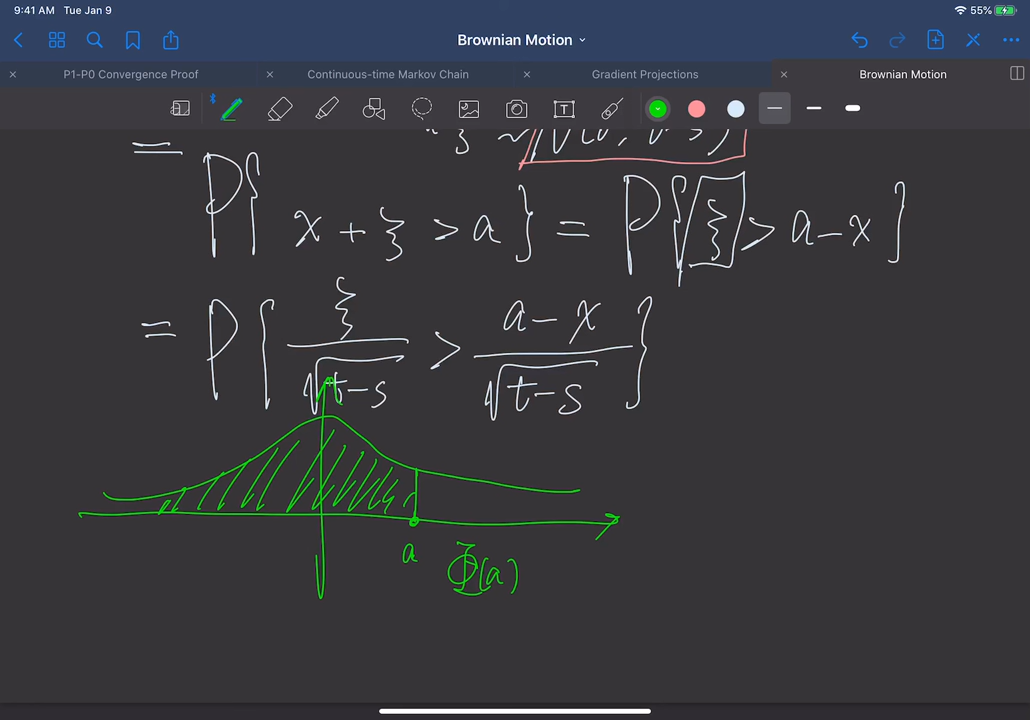 9:41 AM Tue Jan 9
55%
Brownian Motion
P1-P0 Convergence Proof
Continuous-time Markov Chain
Gradient Projections
Brownian Motion
=
P{ x + ξ > a } = P{ ξ > a - x }
= P{ ξ / √(t-s) > (a - x) / √(t-s) }
a
Φ(a)